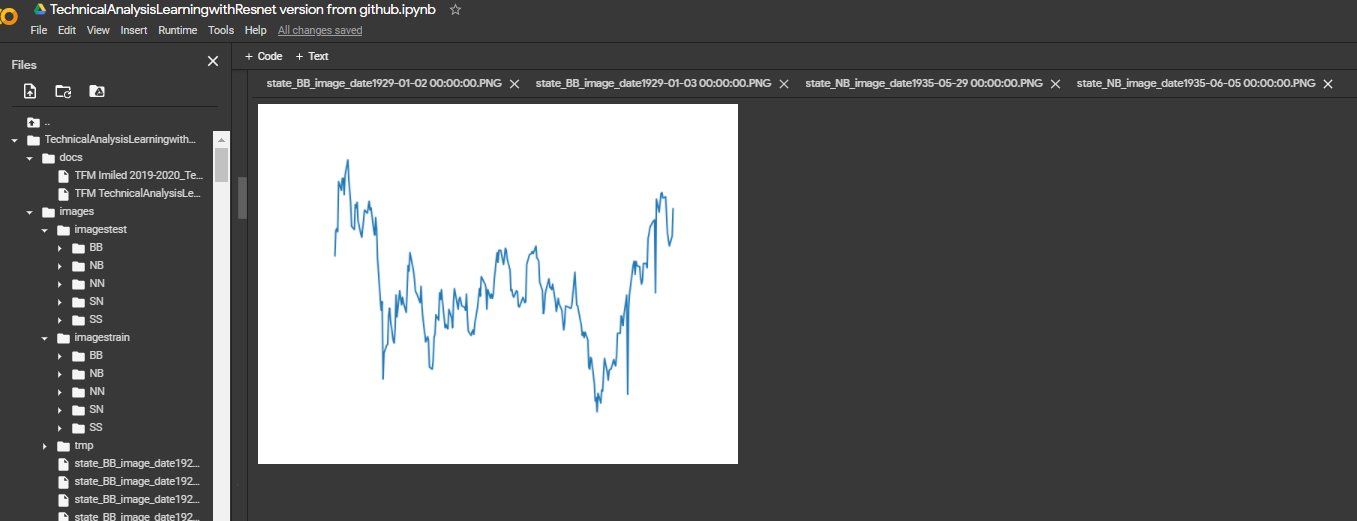 TechnicalAnalysisLearningwithResnet version from github.ipynb
File Edit View Insert Runtime Tools Help All changes saved
Files
+ Code + Text
state_BB_image_date1929-01-02 00:00:00.PNG state_BB_image_date1929-01-03 00:00:00.PNG state_NB_image_date1935-05-29 00:00:00.PNG state_NB_image_date1935-06-05 00:00:00.PNG
..
TechnicalAnalysisLearningwith...
docs
TFM Imiled 2019-2020_Te...
TFM TechnicalAnalysisLe...
images
imagestest
BB
NB
NN
SN
SS
imagestrain
BB
NB
NN
SN
SS
tmp
state_BB_image_date192...
state_BB_image_date192...
state_BB_image_date192...
state_BB_image_date192...